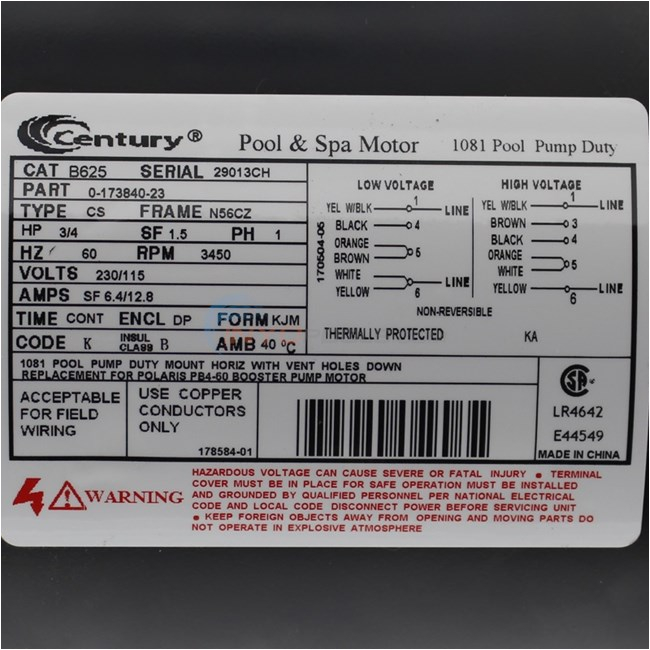 Century®
Pool & Spa Motor 1081 Pool Pump Duty
CAT B625 SERIAL 29013CH
PART 0-173840-23
TYPE CS FRAME N56CZ
HP 3/4 SF 1.5 PH 1
HZ 60 RPM 3450
VOLTS 230/115
AMPS SF 6.4/12.8
TIME CONT ENCL DP FORM KJM
CODE K INSUL CLASS B AMB 40 °C
170504-05
LOW VOLTAGE
YEL W/BLK 1 LINE
BLACK 4
ORANGE
BROWN 5
WHITE
YELLOW 6 LINE
HIGH VOLTAGE
YEL W/BLK 1 LINE
BROWN 3
BLACK 4
ORANGE
WHITE 5
YELLOW 6 LINE
NON-REVERSIBLE
THERMALLY PROTECTED KA
1081 POOL PUMP DUTY MOUNT HORIZ WITH VENT HOLES DOWN
REPLACEMENT FOR POLARIS PB4-60 BOOSTER PUMP MOTOR
ACCEPTABLE
FOR FIELD
WIRING
USE COPPER
CONDUCTORS
ONLY
178584-01
SA
LR4642
E44549
MADE IN CHINA
WARNING
HAZARDOUS VOLTAGE CAN CAUSE SEVERE OR FATAL INJURY • TERMINAL
COVER MUST BE IN PLACE FOR SAFE OPERATION MUST BE INSTALLED
AND GROUNDED BY QUALIFIED PERSONNEL PER NATIONAL ELECTRICAL
CODE AND LOCAL CODE DISCONNECT POWER BEFORE SERVICING UNIT
• KEEP FOREIGN OBJECTS AWAY FROM OPENING AND MOVING PARTS DO
NOT OPERATE IN EXPLOSIVE ATMOSPHERE